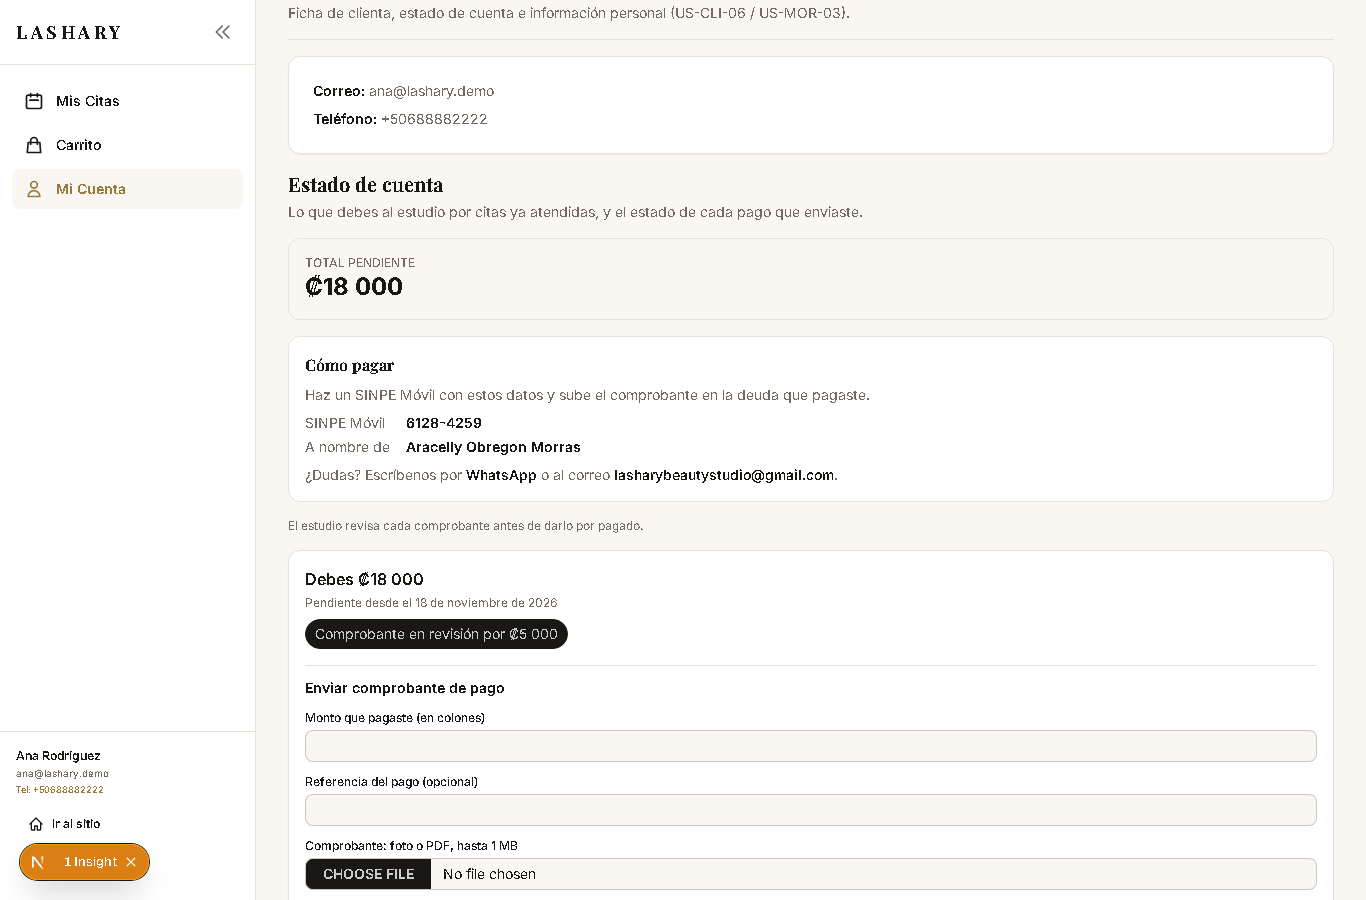 LASHARY
Mis Citas
Carrito
Mi Cuenta
Ana Rodríguez
ana@lashary.demo
Tel: +50688882222
Ir al sitio
1 Insight
Ficha de clienta, estado de cuenta e información personal (US-CLI-06 / US-MOR-03).
Correo: ana@lashary.demo
Teléfono: +50688882222
Estado de cuenta
Lo que debes al estudio por citas ya atendidas, y el estado de cada pago que enviaste.
TOTAL PENDIENTE
₡18 000
Cómo pagar
Haz un SINPE Móvil con estos datos y sube el comprobante en la deuda que pagaste.
SINPE Móvil 6128-4259
A nombre de Aracelly Obregon Morras
¿Dudas? Escríbenos por WhatsApp o al correo lasharybeautystudio@gmail.com.
El estudio revisa cada comprobante antes de darlo por pagado.
Debes ₡18 000
Pendiente desde el 18 de noviembre de 2026
Comprobante en revisión por ₡5 000
Enviar comprobante de pago
Monto que pagaste (en colones)
Referencia del pago (opcional)
Comprobante: foto o PDF, hasta 1 MB
CHOOSE FILE No file chosen